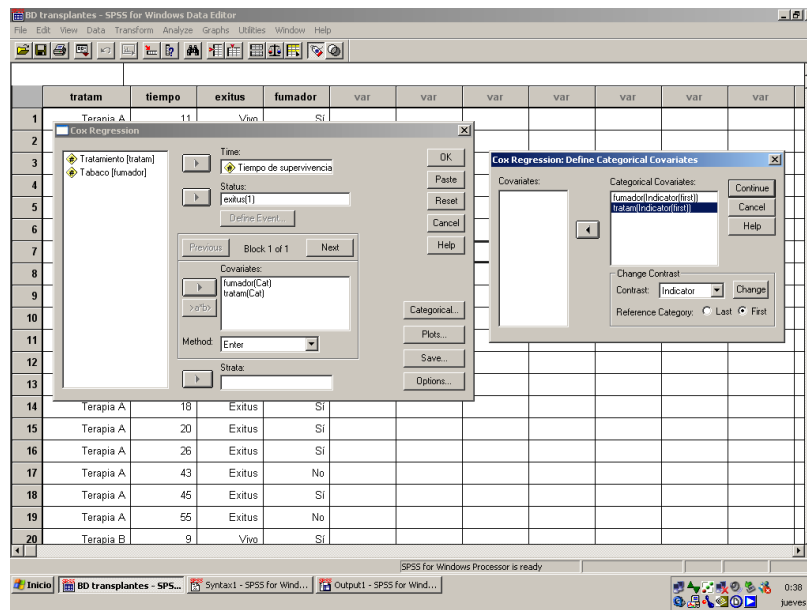 BD transplantes - SPSS for Windows Data Editor
File Edit View Data Transform Analyze Graphs Utilities Window Help
tratam tiempo exitus fumador var var var var var var var
1 Terapia A 11 Vivo Sí
2
3
4
5
6
7
8
9
10
11
12
13
14 Terapia A 18 Exitus Sí
15 Terapia A 20 Exitus Sí
16 Terapia A 26 Exitus Sí
17 Terapia A 43 Exitus No
18 Terapia A 45 Exitus Sí
19 Terapia A 55 Exitus No
20 Terapia B 9 Vivo Sí
Cox Regression
Tratamiento [tratam]
Tabaco [fumador]
Time:
Tiempo de supervivencia
Status:
exitus(1)
Define Event...
Previous Block 1 of 1 Next
Covariates:
fumador(Cat)
tratam(Cat)
>a*b>
Method: Enter
Strata:
OK
Paste
Reset
Cancel
Help
Categorical...
Plots...
Save...
Options...
Cox Regression: Define Categorical Covariates
Covariates:
Categorical Covariates:
fumador(Indicator(first))
tratam(Indicator(first))
Continue
Cancel
Help
Change Contrast
Contrast: Indicator Change
Reference Category: Last First
SPSS for Windows Processor is ready
Inicio BD transplantes - SPS... Syntax1 - SPSS for Wind... Output1 - SPSS for Wind...
0:38
jueves